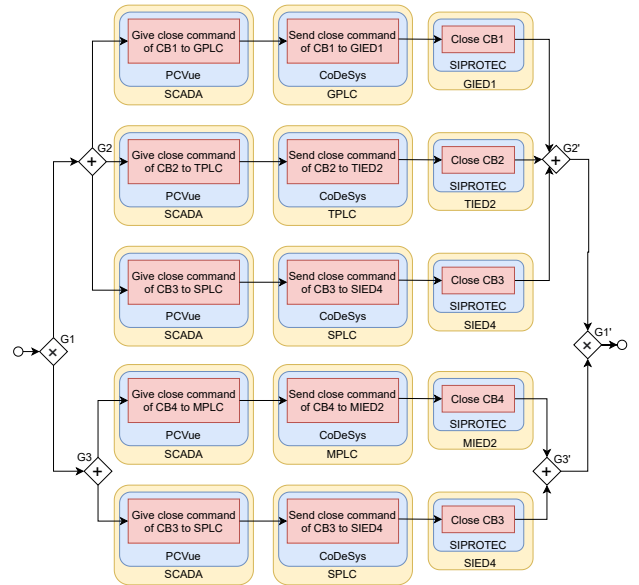 Give close command
of CB1 to GPLC
PCVue
SCADA
Send close command
of CB1 to GIED1
CoDeSys
GPLC
Close CB1
SIPROTEC
GIED1
G2
Give close command
of CB2 to TPLC
PCVue
SCADA
Send close command
of CB2 to TIED2
CoDeSys
TPLC
Close CB2
SIPROTEC
TIED2
G2'
Give close command
of CB3 to SPLC
PCVue
SCADA
Send close command
of CB3 to SIED4
CoDeSys
SPLC
Close CB3
SIPROTEC
SIED4
G1
G1'
Give close command
of CB4 to MPLC
PCVue
SCADA
Send close command
of CB4 to MIED2
CoDeSys
MPLC
Close CB4
SIPROTEC
MIED2
G3
G3'
Give close command
of CB3 to SPLC
PCVue
SCADA
Send close command
of CB3 to SIED4
CoDeSys
SPLC
Close CB3
SIPROTEC
SIED4